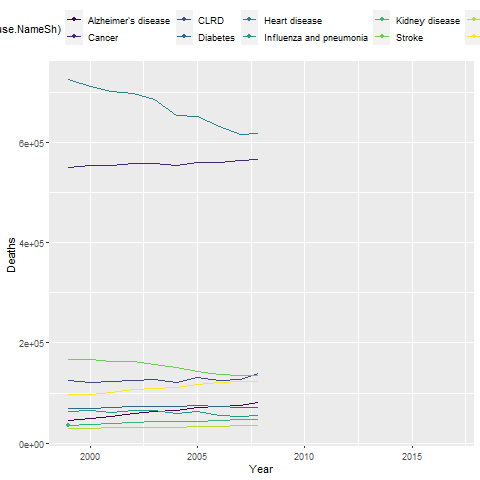 use.NameSh)
Alzheimer's disease CLRD Heart disease Kidney disease
Cancer Diabetes Influenza and pneumonia Stroke
6e+05
4e+05
2e+05
0e+00
Deaths
2000 2005 2010 2015
Year